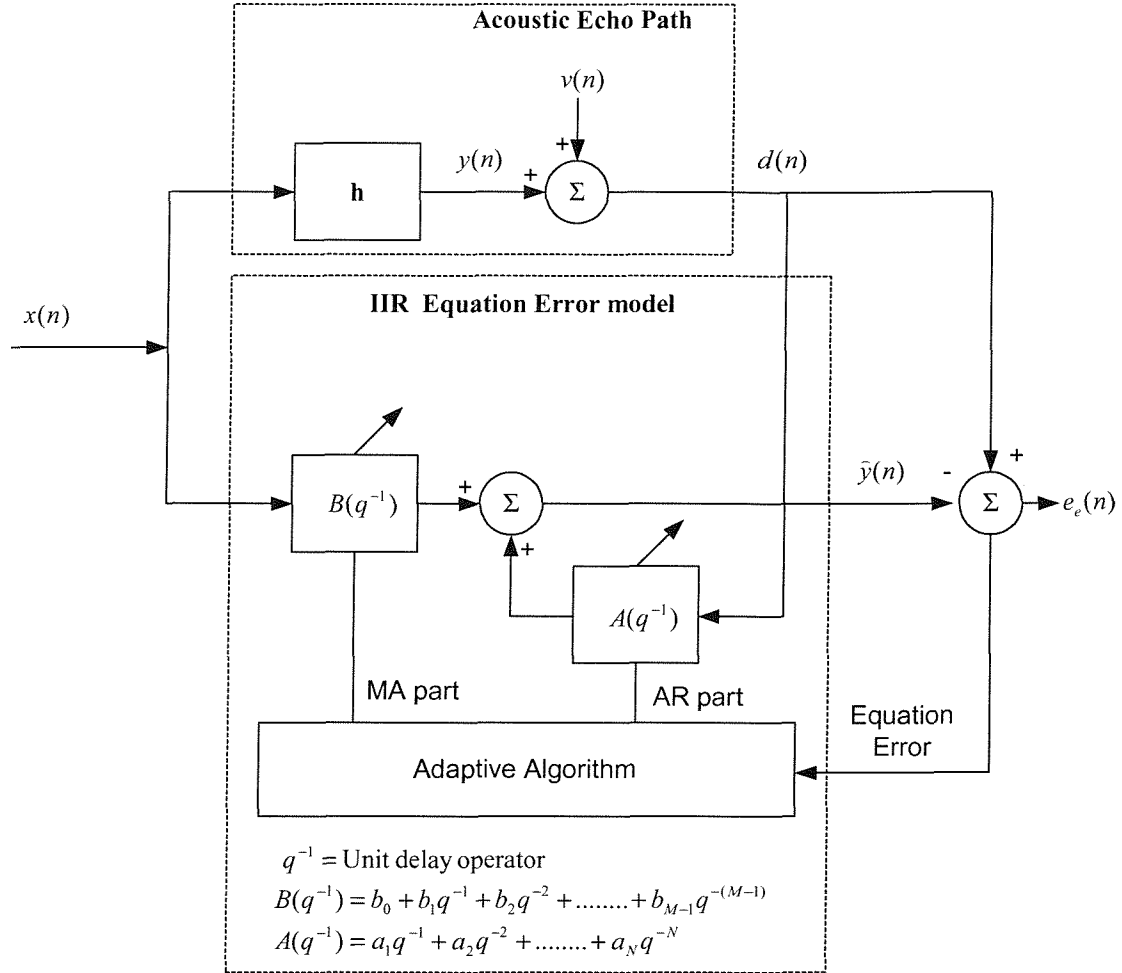 Acoustic Echo Path
v(n)
+
y(n)
+
d(n)
h
Σ
IIR Equation Error model
x(n)
+
ŷ(n)
-
B(q⁻¹)
+
Σ
Σ
eₑ(n)
+
A(q⁻¹)
MA part
AR part
Equation
Error
Adaptive Algorithm
q⁻¹ = Unit delay operator
B(q⁻¹) = b₀ + b₁q⁻¹ + b₂q⁻² + ........ + b_{M-1}q^{-(M-1)}
A(q⁻¹) = a₁q⁻¹ + a₂q⁻² + ........ + a_N q^{-N}